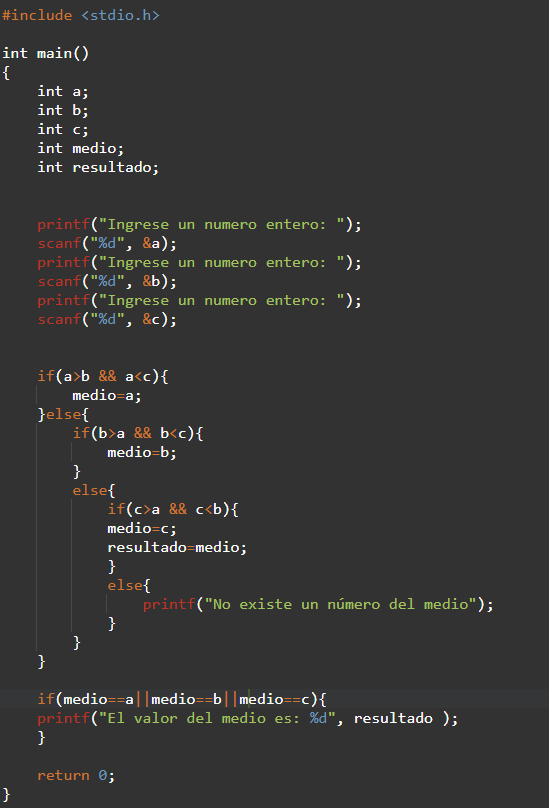 #include <stdio.h>

int main()
{
    int a;
    int b;
    int c;
    int medio;
    int resultado;


    printf("Ingrese un numero entero: ");
    scanf("%d", &a);
    printf("Ingrese un numero entero: ");
    scanf("%d", &b);
    printf("Ingrese un numero entero: ");
    scanf("%d", &c);


    if(a>b && a<c){
        medio=a;
    }else{
        if(b>a && b<c){
            medio=b;
        }
        else{
            if(c>a && c<b){
            medio=c;
            resultado=medio;
            }
            else{
                printf("No existe un número del medio");
            }
        }
    }

    if(medio==a||medio==b||medio==c){
    printf("El valor del medio es: %d", resultado );
    }

    return 0;
}